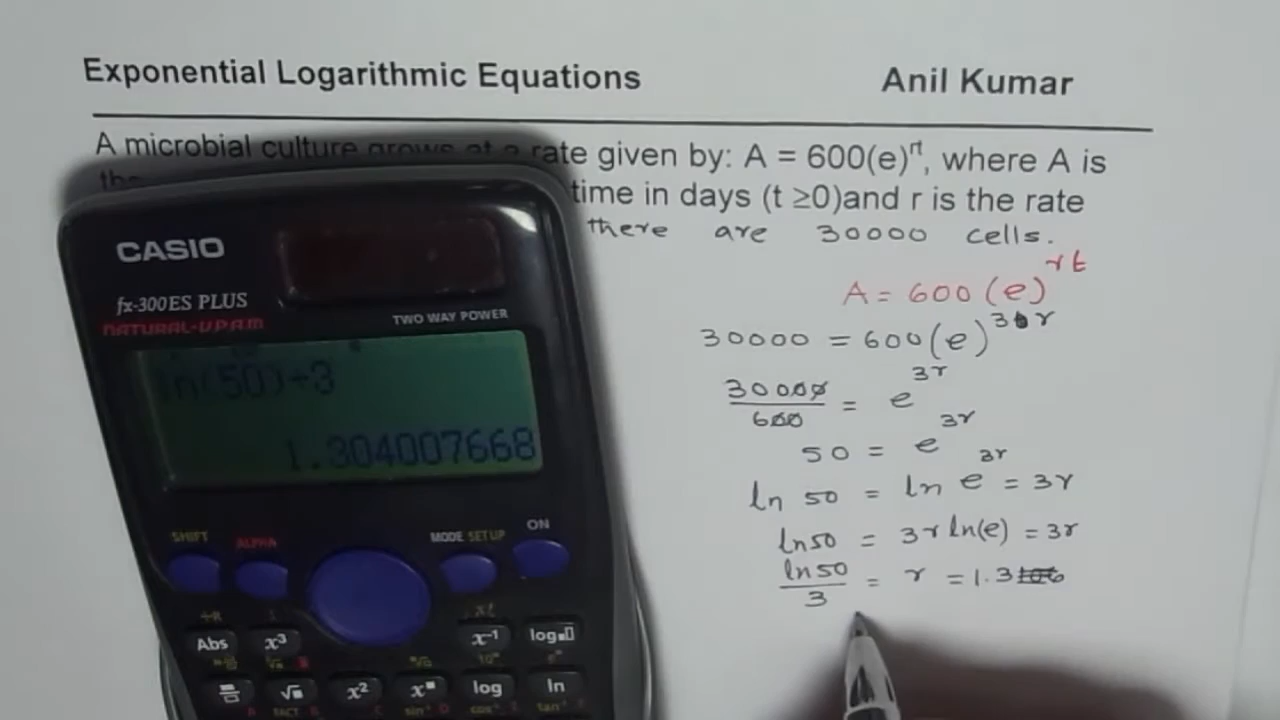 Exponential Logarithmic Equations Anil Kumar
A microbial culture grows at a rate given by: A = 600(e)^rt, where A is
time in days (t ≥0)and r is the rate
there are 30000 cells.
A = 600 (e)^rt
30000 = 600(e)^3r
30000/600 = e^3r
50 = e^3r
ln 50 = ln e^3r = 3r
ln50 = 3r ln(e) = 3r
ln50/3 = r = 1.3
CASIO
fx-300ES PLUS
NATURAL-V.P.A.M.
TWO WAY POWER
ln(50)÷3
1.304007668
SHIFT ALPHA MODE SETUP ON
Abs x³ x⁻¹ log
√ x² log ln